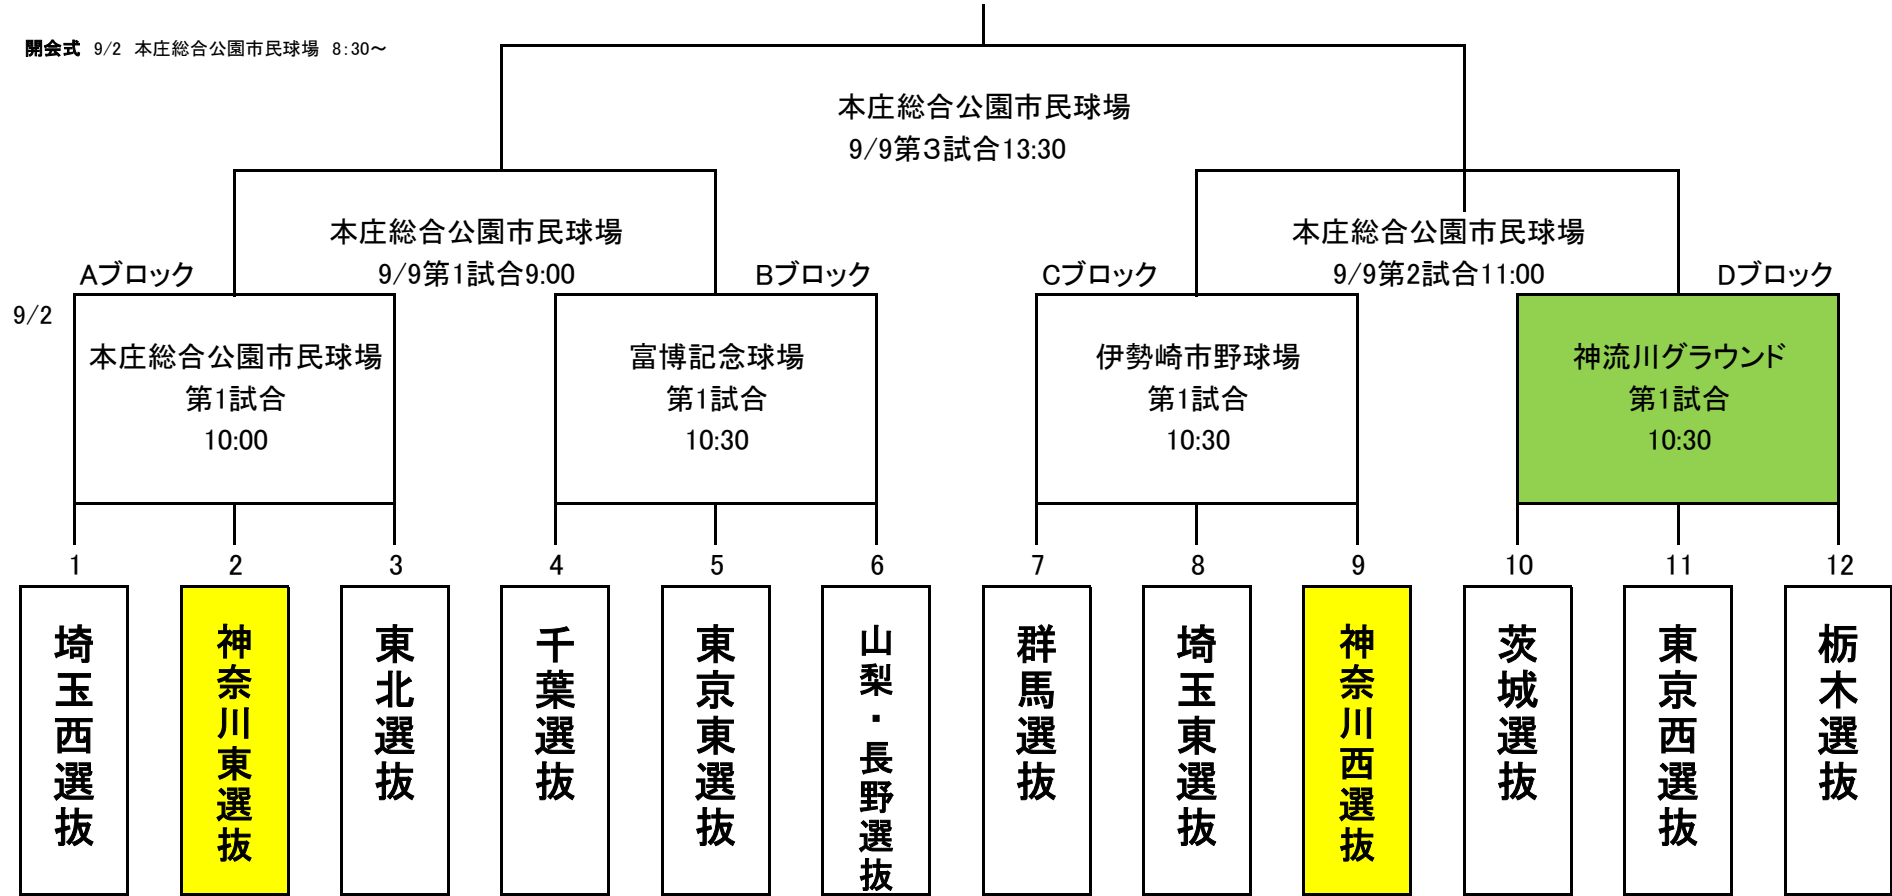 開会式 9/2 本庄総合公園市民球場 8:30～
本庄総合公園市民球場
9/9第３試合13:30
本庄総合公園市民球場
9/9第1試合9:00
本庄総合公園市民球場
9/9第2試合11:00
Aブロック
Bブロック
Cブロック
Dブロック
9/2
本庄総合公園市民球場
第1試合
10:00
富博記念球場
第1試合
10:30
伊勢崎市野球場
第1試合
10:30
神流川グラウンド
第1試合
10:30
1
2
3
4
5
6
7
8
9
10
11
12
埼玉西選抜
神奈川東選抜
東北選抜
千葉選抜
東京東選抜
山梨・長野選抜
群馬選抜
埼玉東選抜
神奈川西選抜
茨城選抜
東京西選抜
栃木選抜